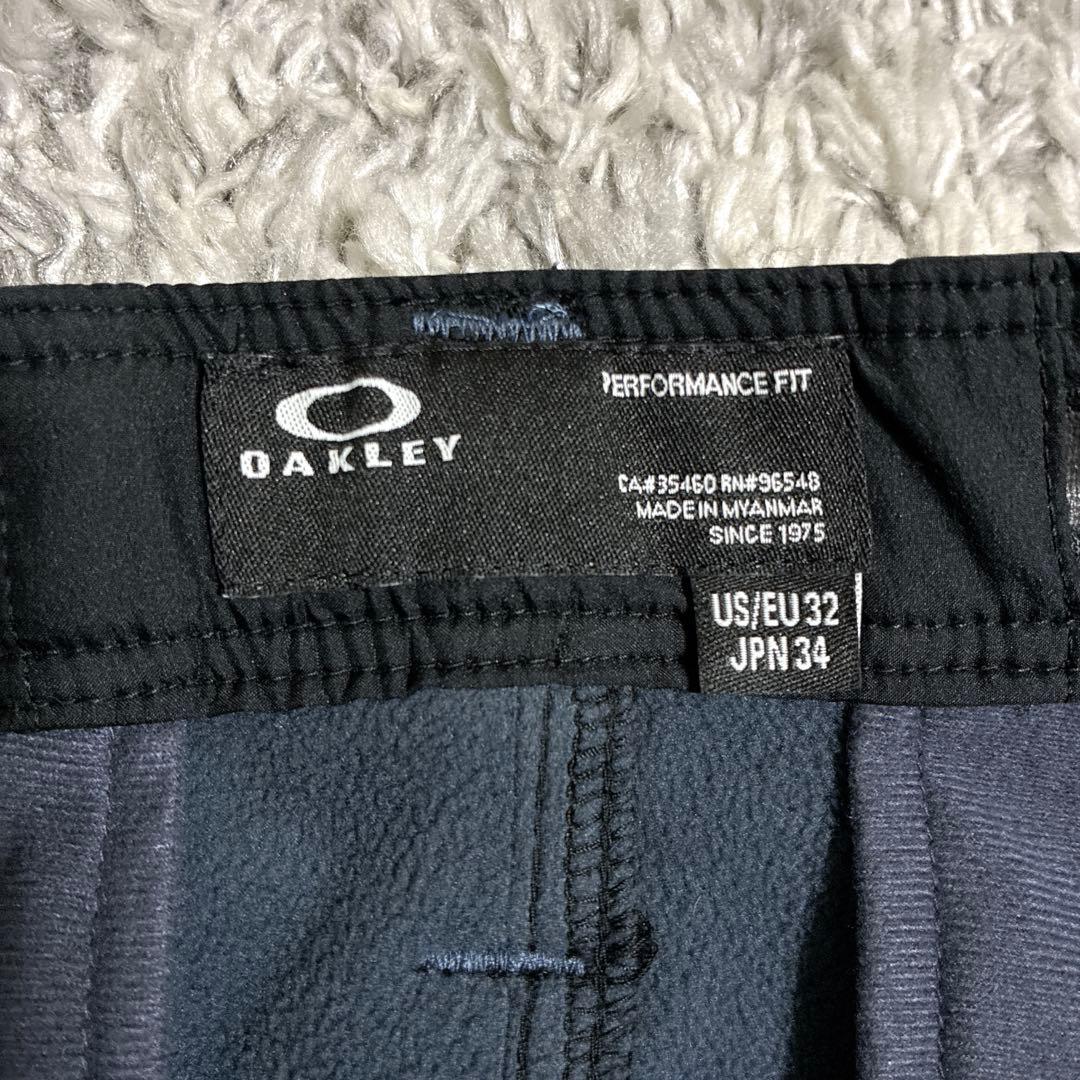 OAKLEY
PERFORMANCE FIT
CA#35460 RN#96548
MADE IN MYANMAR
SINCE 1975
US/EU 32
JPN 34